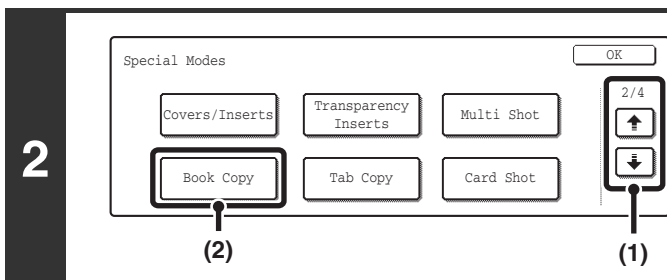 2
Special Modes
OK
2/4
Covers/Inserts
Transparency
Inserts
Multi Shot
Book Copy
Tab Copy
Card Shot
(2)
(1)